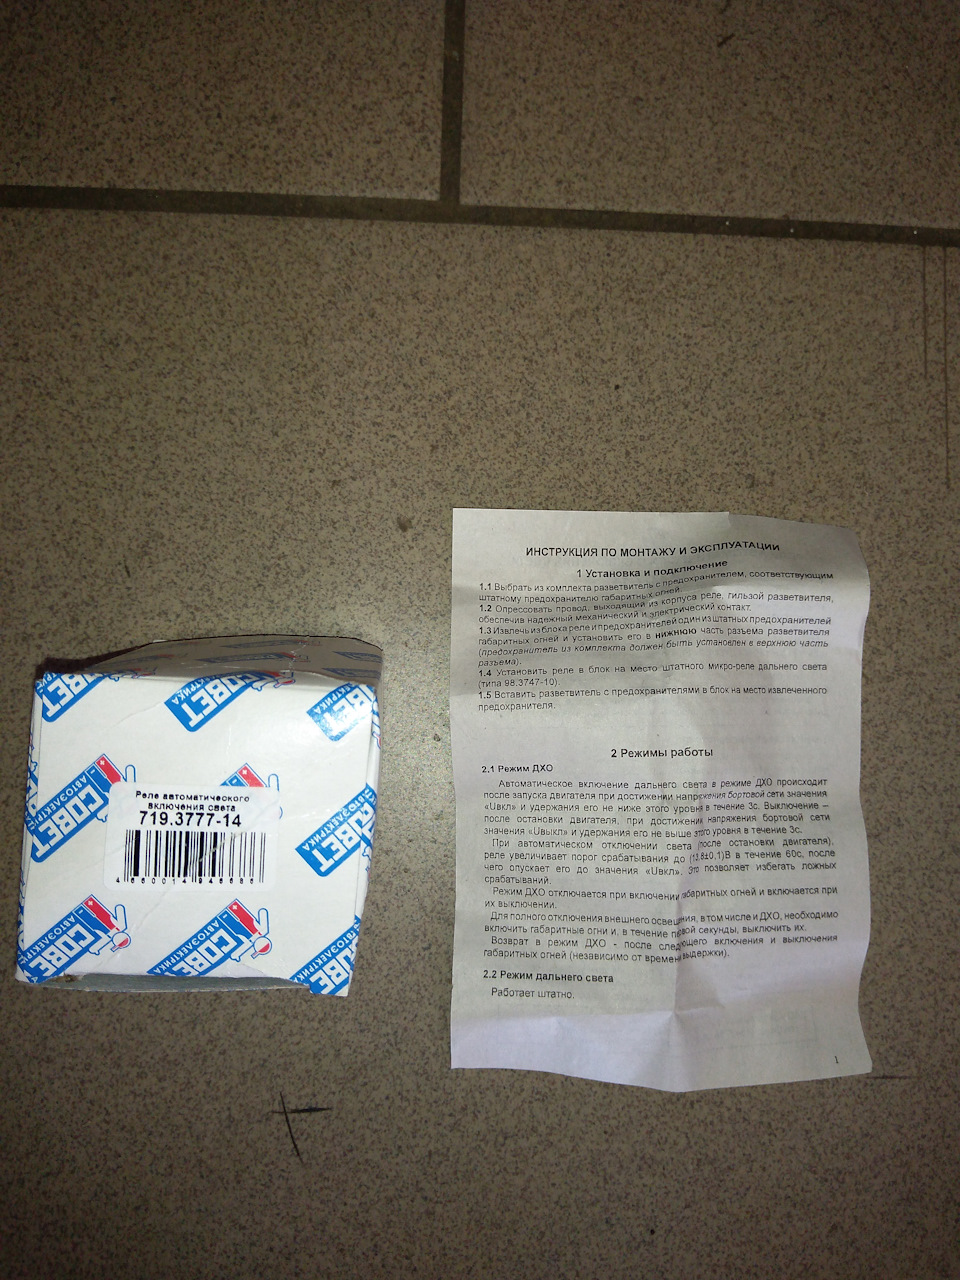 Реле автоматического
включения света
719.3777-14
ЭНЕРГОВЕТ
АВТОЭЛЕКТРИКА
ИНСТРУКЦИЯ ПО МОНТАЖУ И ЭКСПЛУАТАЦИИ
1 Установка и подключение
1.1 Выбрать из комплекта разветвитель с предохранителем, соответствующим
штатному предохранителю габаритных огней.
1.2 Опрессовать провод, выходящий из корпуса реле, гильзой разветвителя,
обеспечив надежный механический и электрический контакт.
1.3 Извлечь из блока реле и предохранителей один из штатных предохранителей
габаритных огней и установить его в нижнюю часть разъема разветвителя
(предохранитель из комплекта должен быть установлен в верхнюю часть
разъема).
1.4 Установить реле в блок на место штатного микро-реле дальнего света
(типа 98.3747-10).
1.5 Вставить разветвитель с предохранителями в блок на место извлеченного
предохранителя.
2 Режимы работы
2.1 Режим ДХО
Автоматическое включение дальнего света в режиме ДХО происходит
после запуска двигателя при достижении напряжения бортовой сети значения
«Uвкл» и удержания его не ниже этого уровня в течение 3с. Выключение –
после остановки двигателя, при достижении напряжения бортовой сети
значения «Uвыкл» и удержания его не выше этого уровня в течение 3с.
При автоматическом отключении света (после остановки двигателя),
реле увеличивает порог срабатывания до (13,8±0,1)В в течение 60с, после
чего опускает его до значения «Uвкл». Это позволяет избегать ложных
срабатываний.
Режим ДХО отключается при включении габаритных огней и включается при
их выключении.
Для полного отключения внешнего освещения, в том числе и ДХО, необходимо
включить габаритные огни и, в течение первой секунды, выключить их.
Возврат в режим ДХО - после следующего включения и выключения
габаритных огней (независимо от времени выдержки).
2.2 Режим дальнего света
Работает штатно.
1